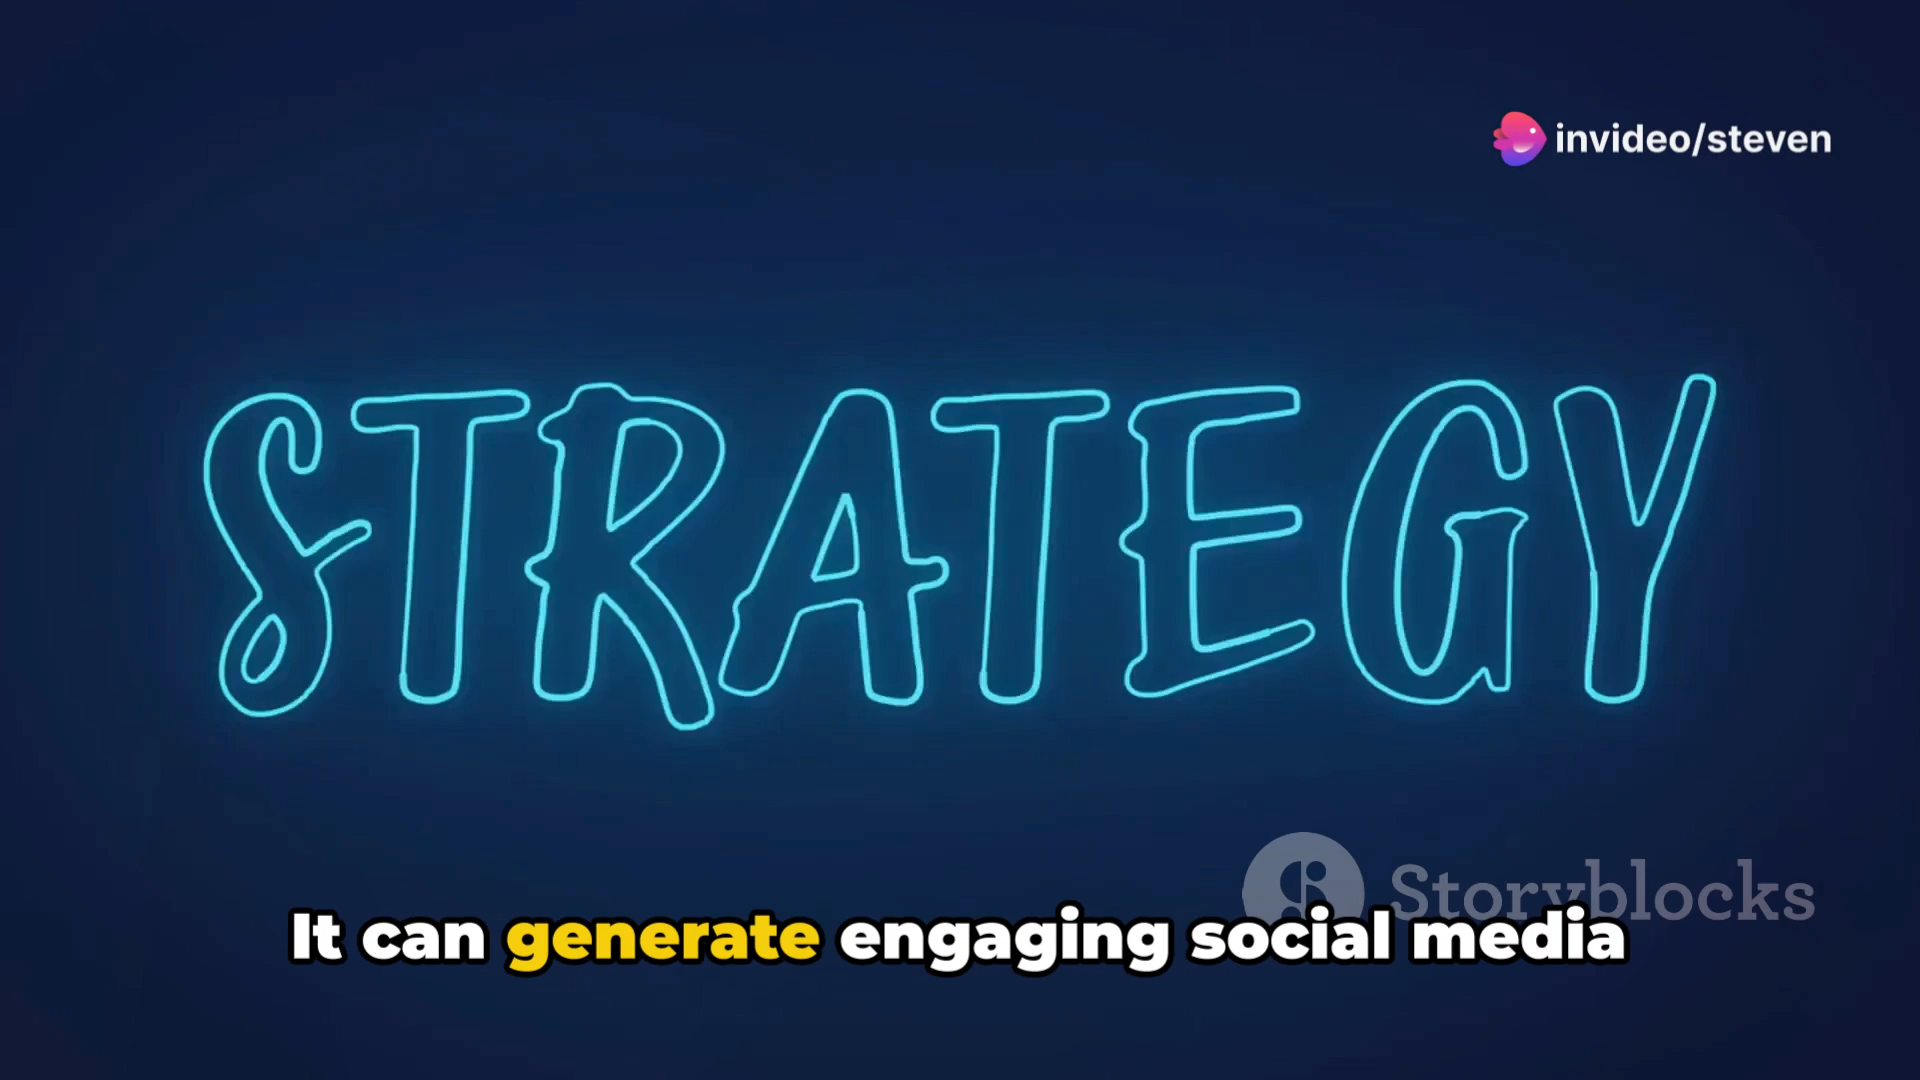 invideo/steven
STRATEGY
Storyblocks
It can generate engaging social media